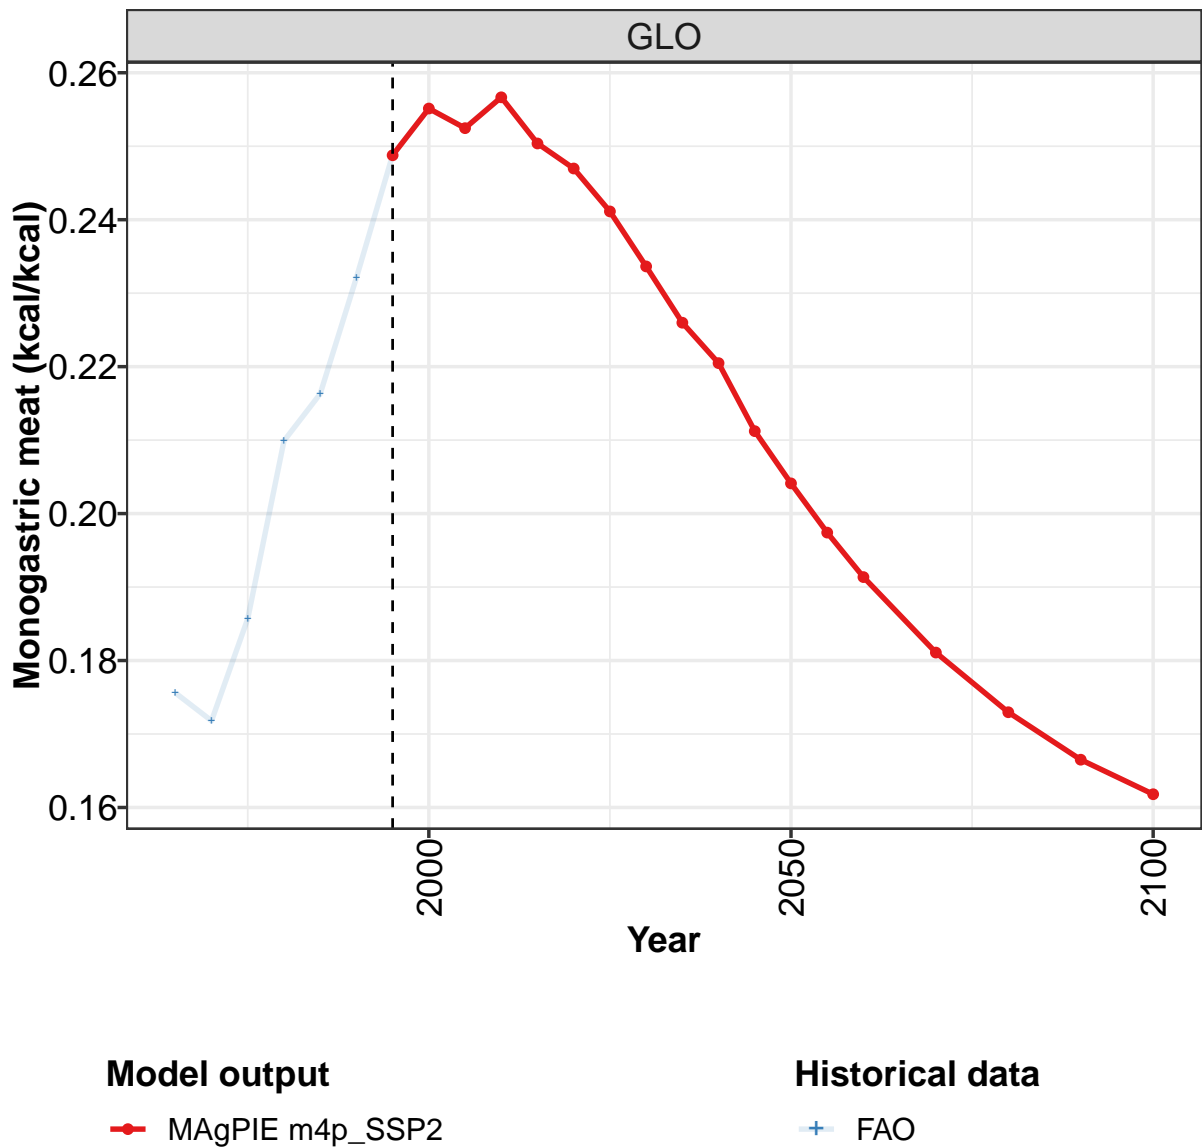 GLO
Monogastric meat (kcal/kcal)
0.26
0.24
0.22
0.20
0.18
0.16
2000
2050
2100
Year
Model output
MAgPIE m4p_SSP2
Historical data
FAO